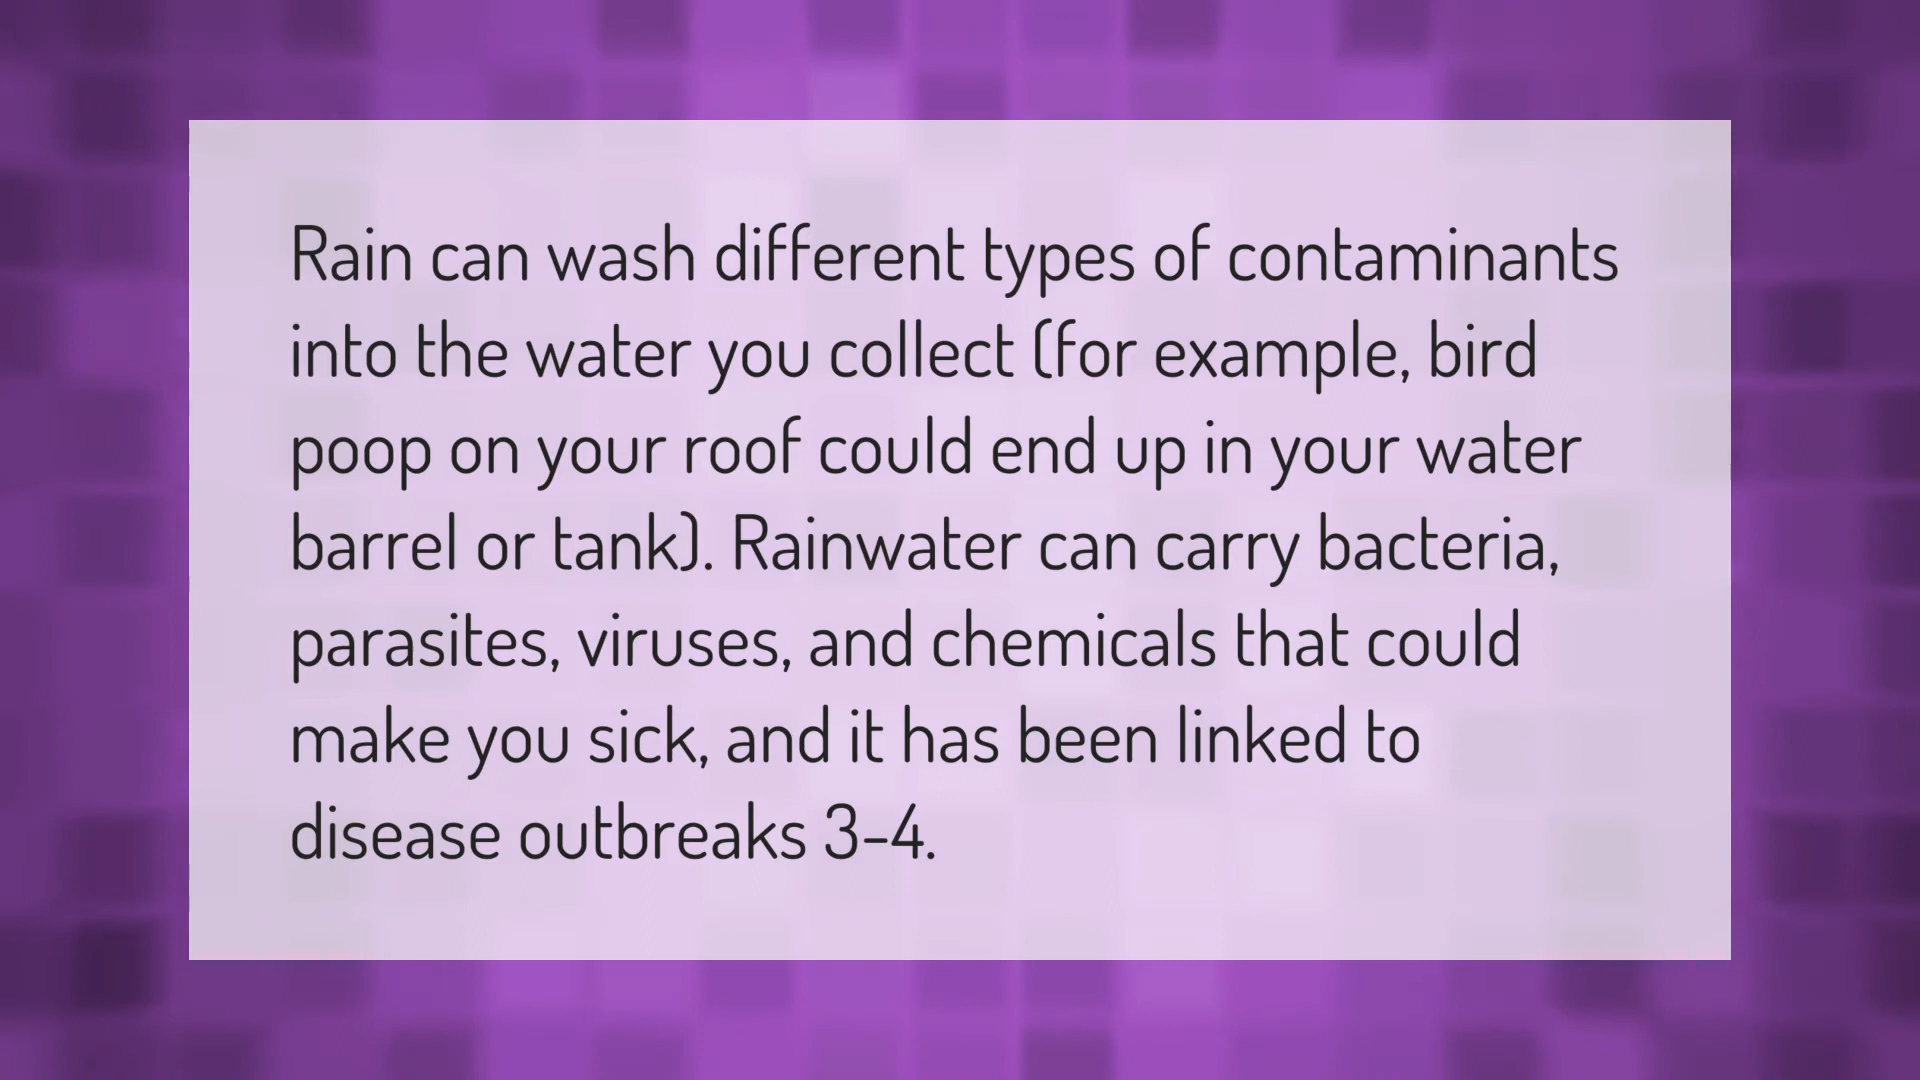 Rain can wash different types of contaminants
into the water you collect (for example, bird
poop on your roof could end up in your water
barrel or tank). Rainwater can carry bacteria,
parasites, viruses, and chemicals that could
make you sick, and it has been linked to
disease outbreaks 3-4.